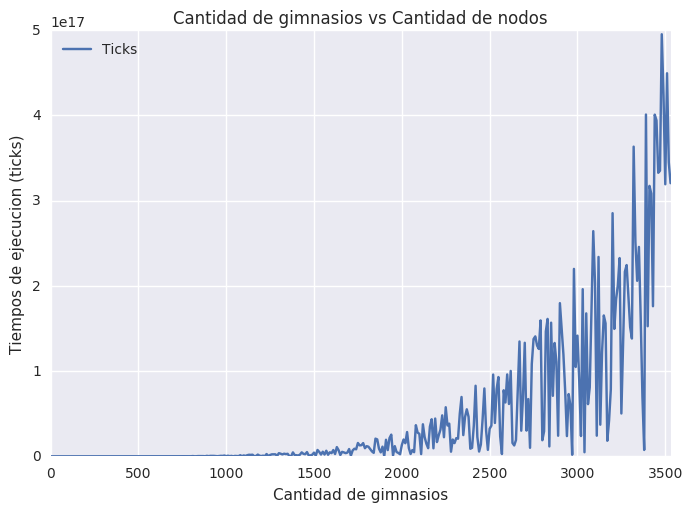 Cantidad de gimnasios vs Cantidad de nodos
1e17
5
Ticks
4
3
2
1
0
Tiempos de ejecucion (ticks)
0 500 1000 1500 2000 2500 3000 3500
Cantidad de gimnasios